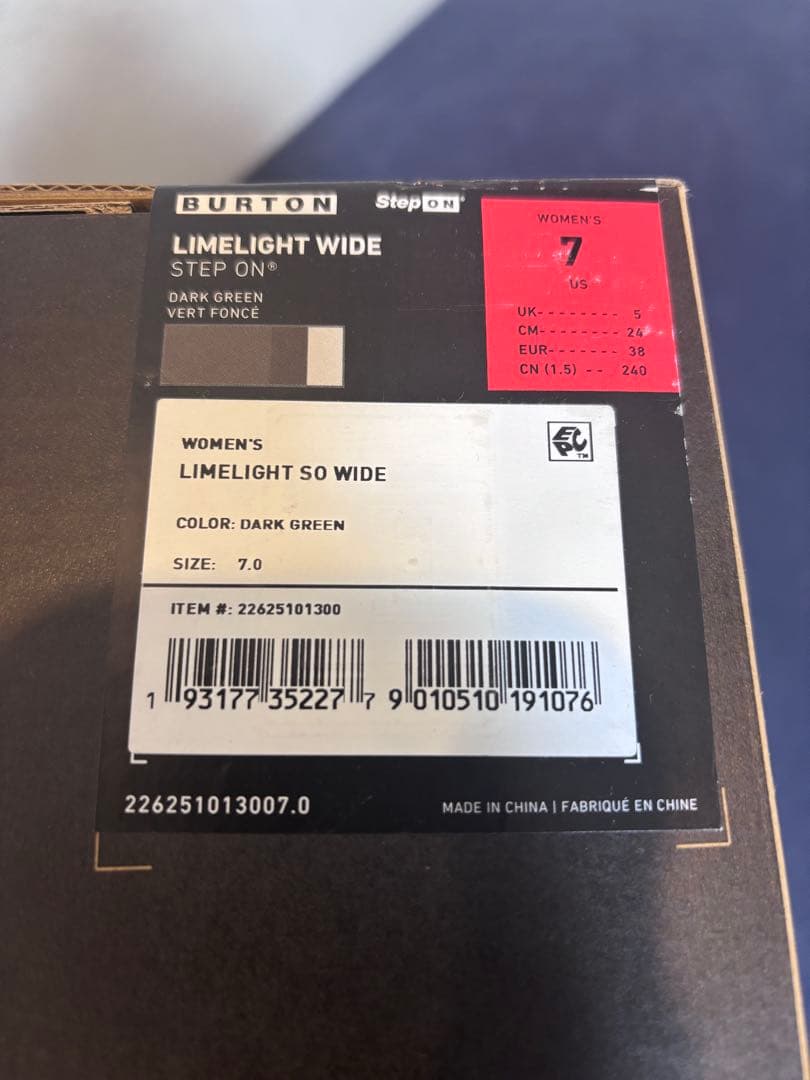 BURTON
Step ON®
LIMELIGHT WIDE
STEP ON®
DARK GREEN
VERT FONCÉ
WOMEN'S
7
US
UK- - - - - - - - 5
CM- - - - - - - - 24
EUR- - - - - - - 38
CN (1.5) - - 240
WOMEN'S
EPC™
LIMELIGHT SO WIDE
COLOR: DARK GREEN
SIZE: 7.0
ITEM #: 22625101300
1 93177 35227 7
9 010510 191076
226251013007.0
MADE IN CHINA | FABRIQUÉ EN CHINE